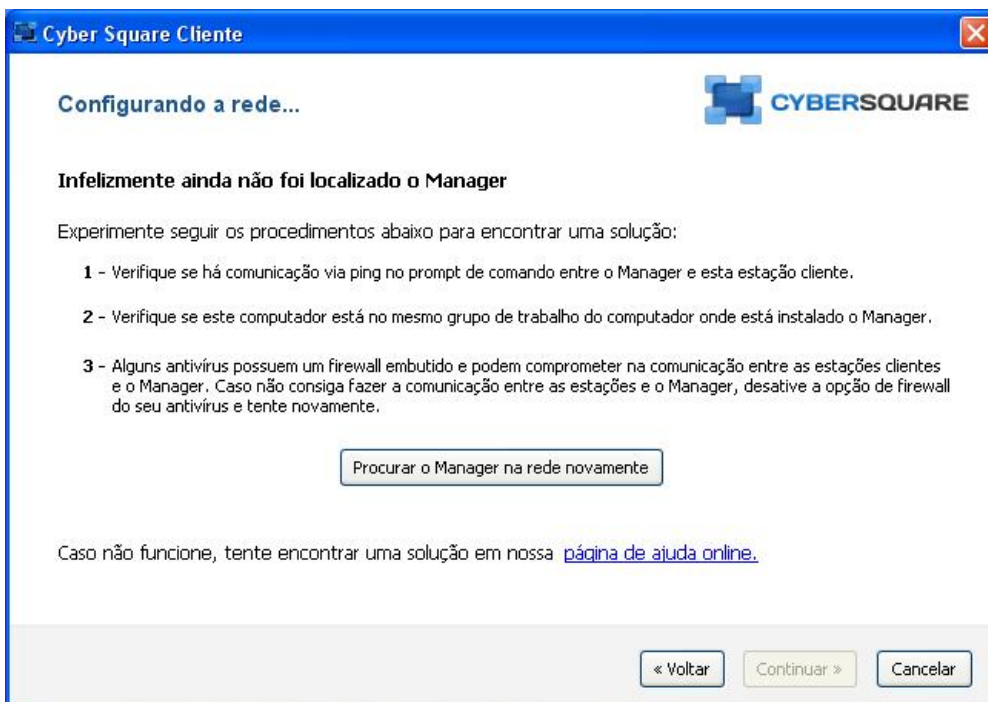 Cyber Square Cliente
Configurando a rede...
CYBERSQUARE
Infelizmente ainda não foi localizado o Manager
Experimente seguir os procedimentos abaixo para encontrar uma solução:
1 - Verifique se há comunicação via ping no prompt de comando entre o Manager e esta estação cliente.
2 - Verifique se este computador está no mesmo grupo de trabalho do computador onde está instalado o Manager.
3 - Alguns antivírus possuem um firewall embutido e podem comprometer na comunicação entre as estações clientes
e o Manager. Caso não consiga fazer a comunicação entre as estações e o Manager, desative a opção de firewall
do seu antivírus e tente novamente.
Procurar o Manager na rede novamente
Caso não funcione, tente encontrar uma solução em nossa página de ajuda online.
« Voltar
Continuar »
Cancelar